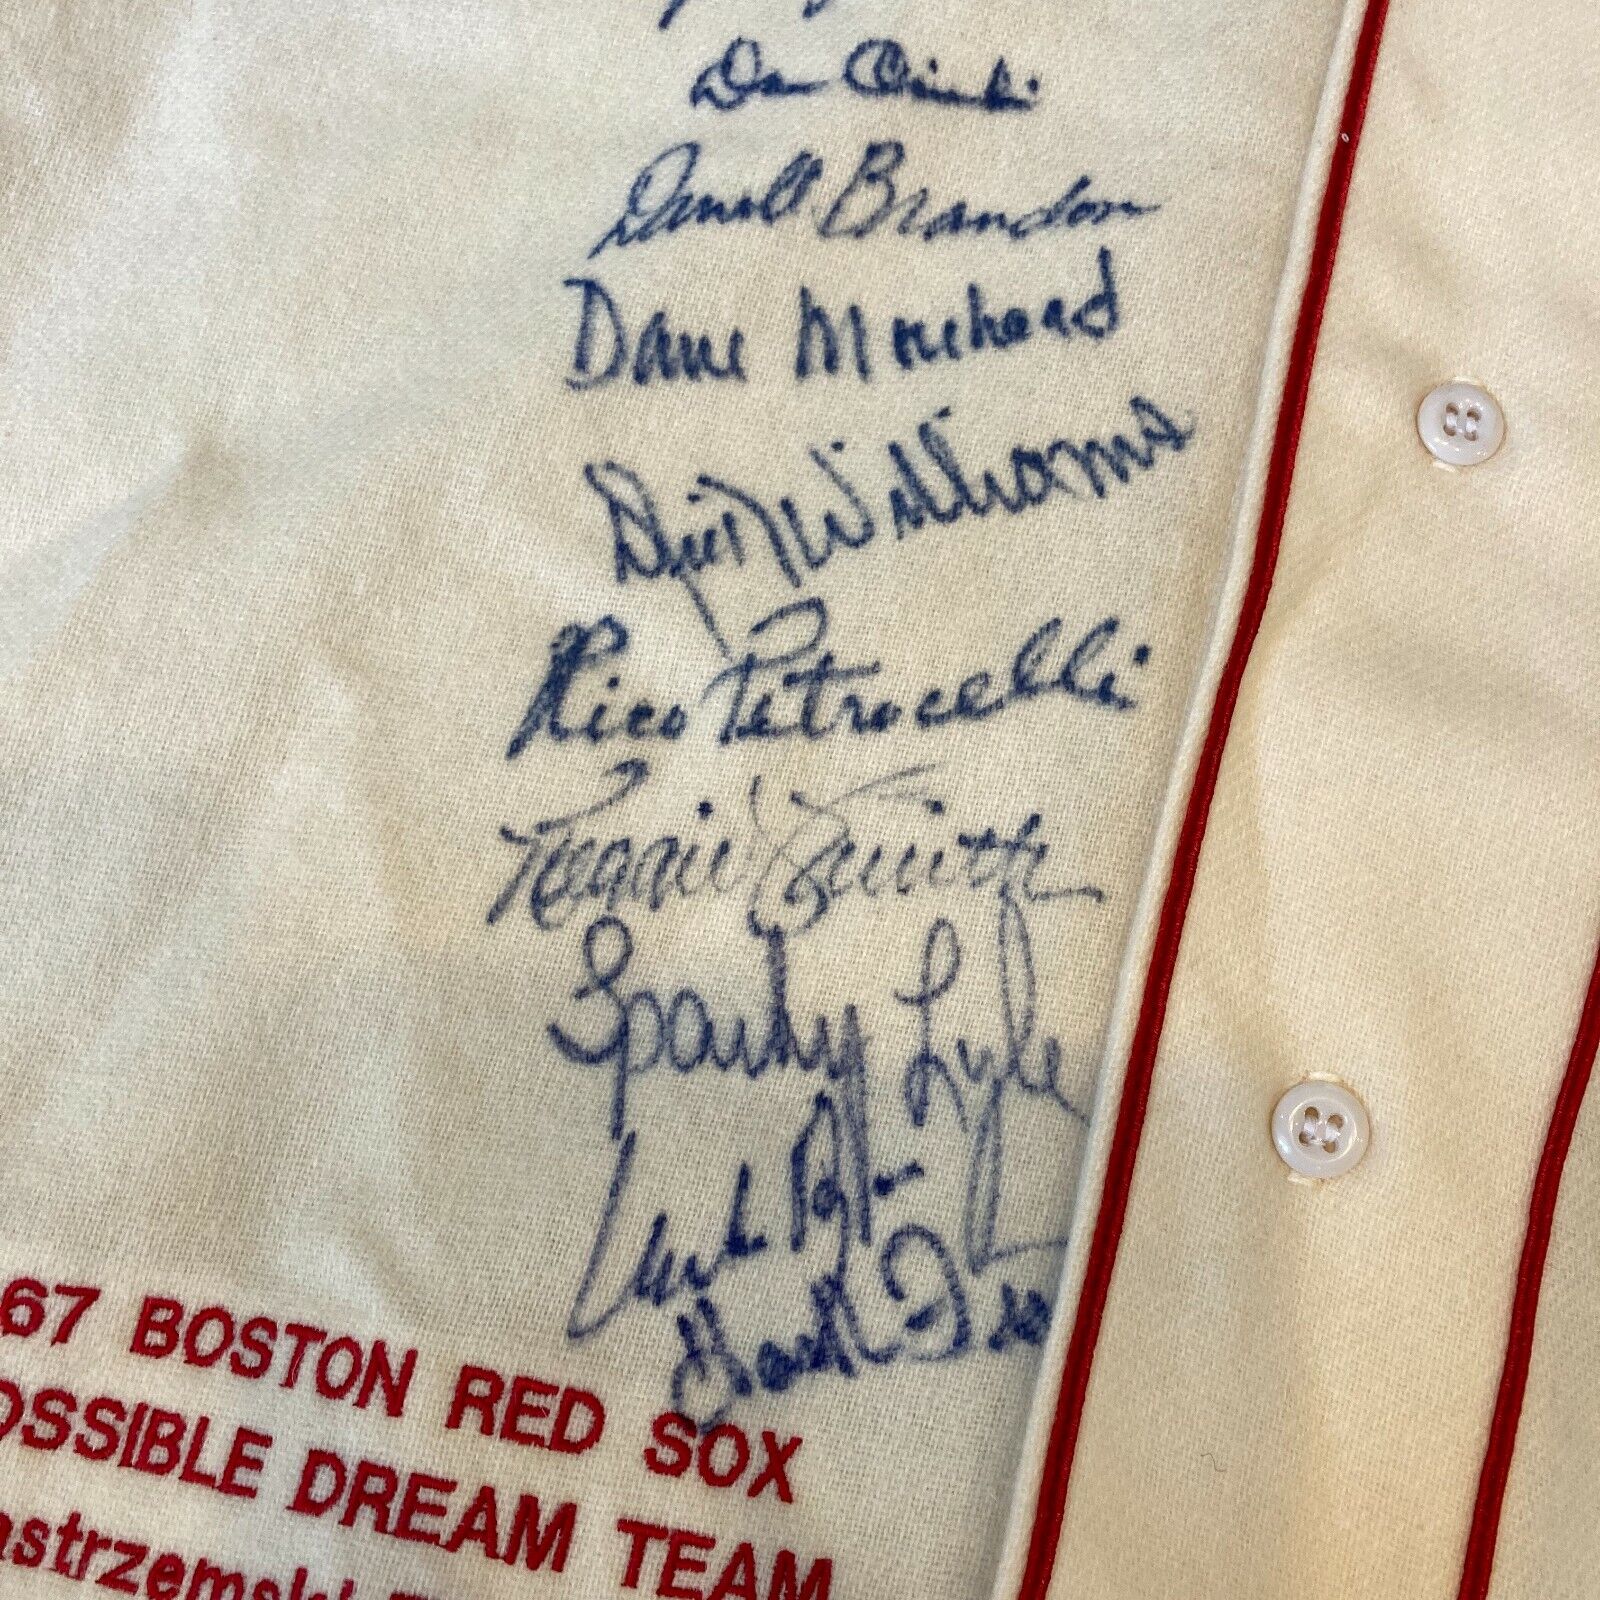 Dan Osinski
Darrell Brandon
Dave Morehead
Dick Williams
Rico Petrocelli
Reggie Smith
Sparky Lyle
Hank
67 BOSTON RED SOX
OSSIBLE DREAM TEAM
astrzemski